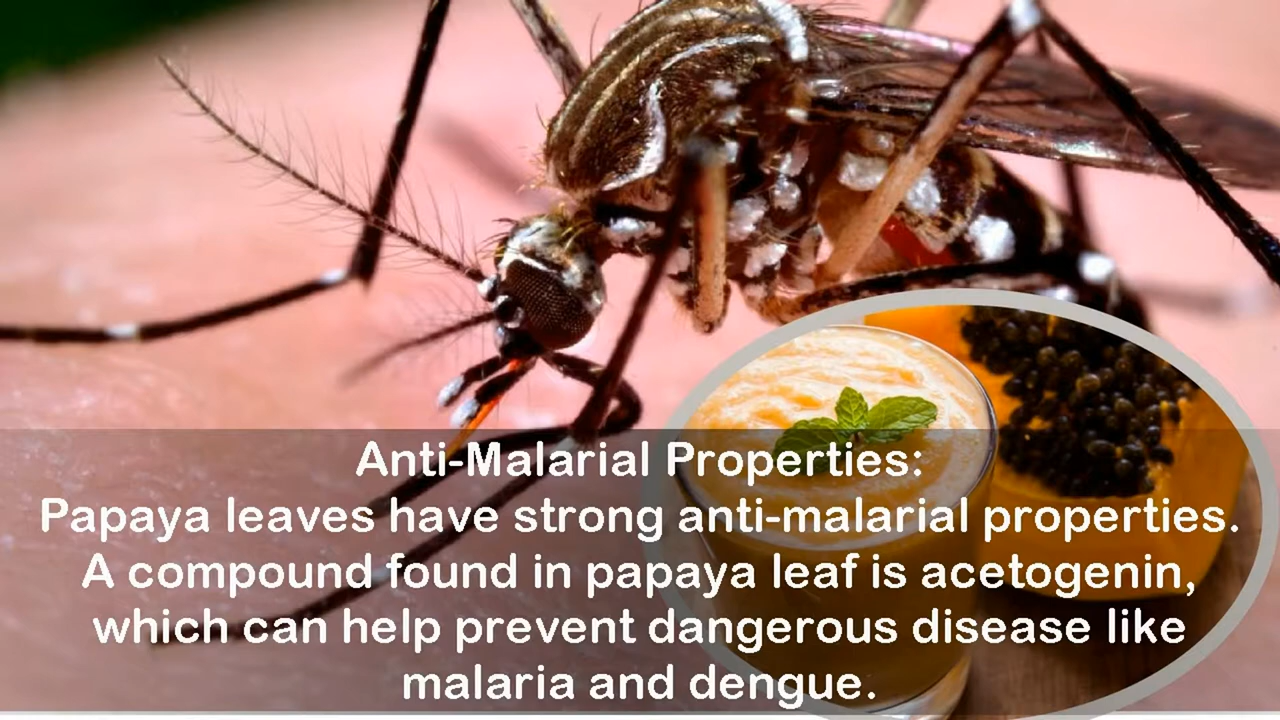 Anti-Malarial Properties:
Papaya leaves have strong anti-malarial properties.
A compound found in papaya leaf is acetogenin,
which can help prevent dangerous disease like
malaria and dengue.